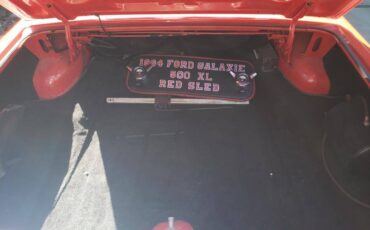 1964 FORD GALAXIE
500 XL
RED SLED